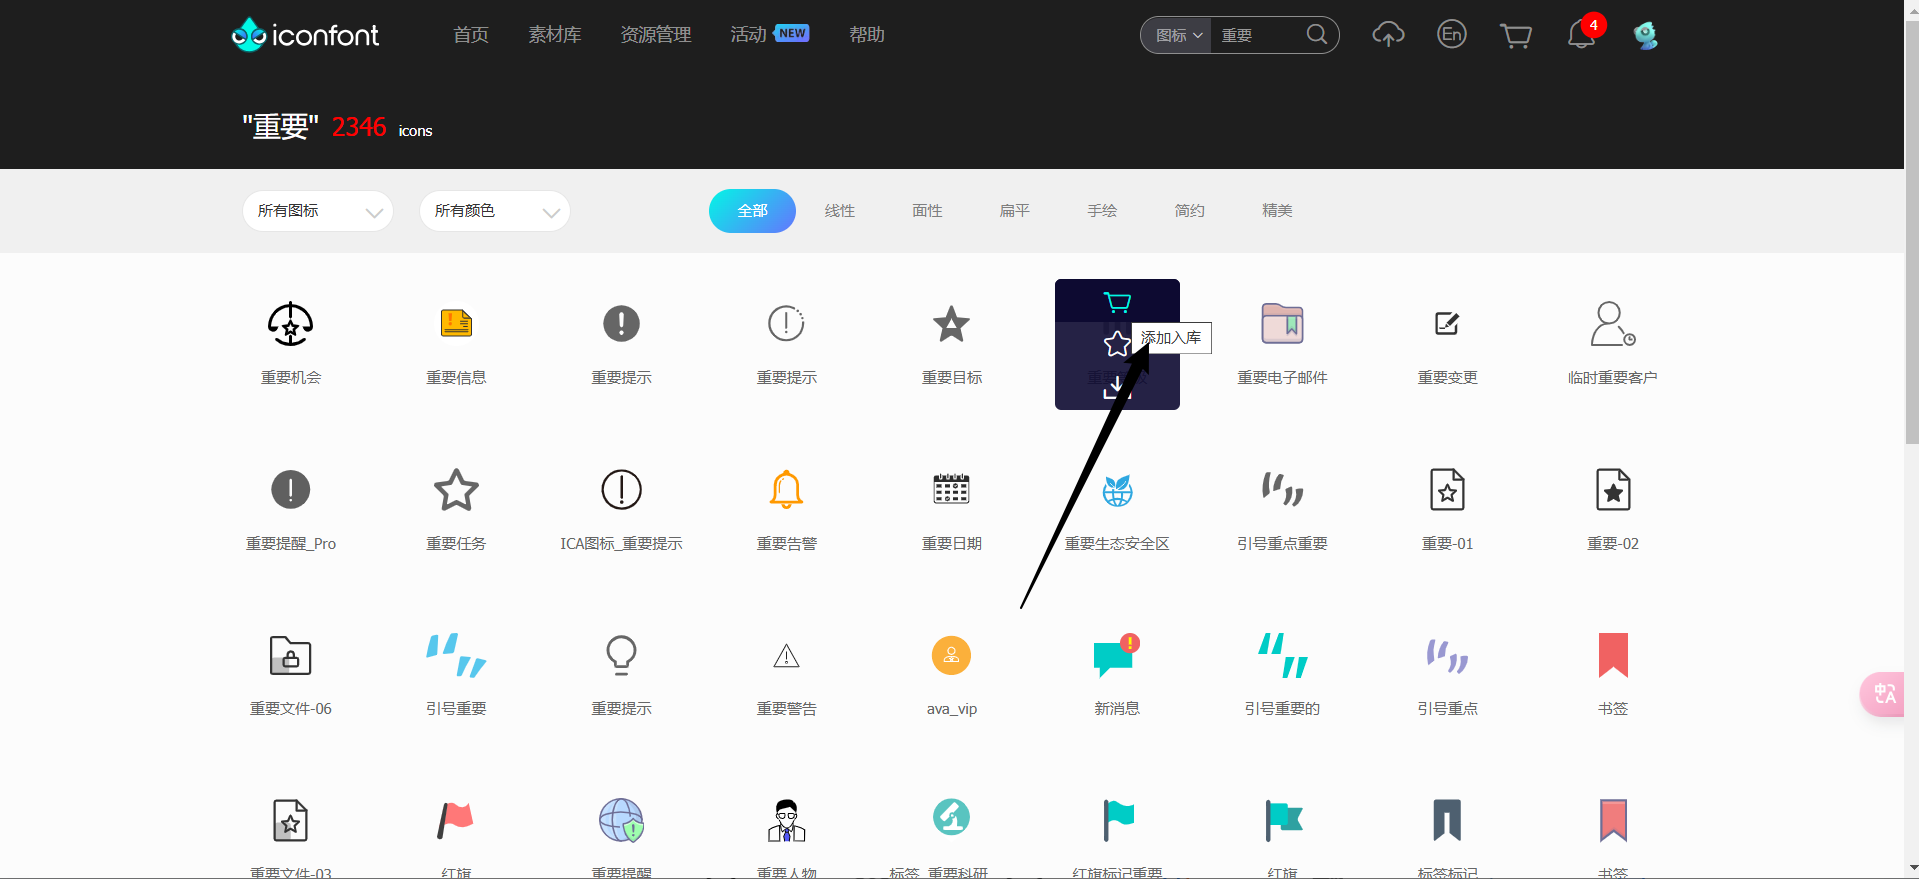 iconfont
首页
素材库
资源管理
活动 NEW
帮助
图标
重要
En
4
"重要" 2346 icons
所有图标
所有颜色
全部
线性
面性
扁平
手绘
简约
精美
添加入库
重要机会
重要信息
重要提示
重要提示
重要目标
重要电子邮件
重要变更
临时重要客户
重要提醒_Pro
重要任务
ICA图标_重要提示
重要告警
重要日期
重要生态安全区
引号重点重要
重要-01
重要-02
重要文件-06
引号重要
重要提示
重要警告
ava_vip
新消息
引号重要的
引号重点
书签
中A
重要文件-03
红旗
重要提醒
重要人物
标签_重要科研
红旗标记重要
红旗
标签标记
书签